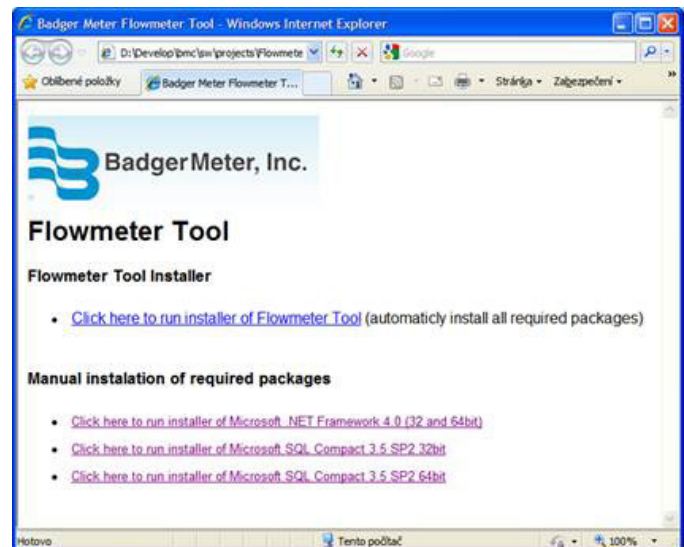 Badger Meter Flowmeter Tool - Windows Internet Explorer
D:\Develop\bmc\sw\projects\Flowmete
Google
Oblíbené položky
Badger Meter Flowmeter T...
Stránka
Zabezpečení
»
BadgerMeter, Inc.
Flowmeter Tool
Flowmeter Tool Installer
• Click here to run installer of Flowmeter Tool (automaticly install all required packages)
Manual instalation of required packages
• Click here to run installer of Microsoft .NET Framework 4.0 (32 and 64bit)
• Click here to run installer of Microsoft SQL Compact 3.5 SP2 32bit
• Click here to run installer of Microsoft SQL Compact 3.5 SP2 64bit
Hotovo
Tento počítač
100%